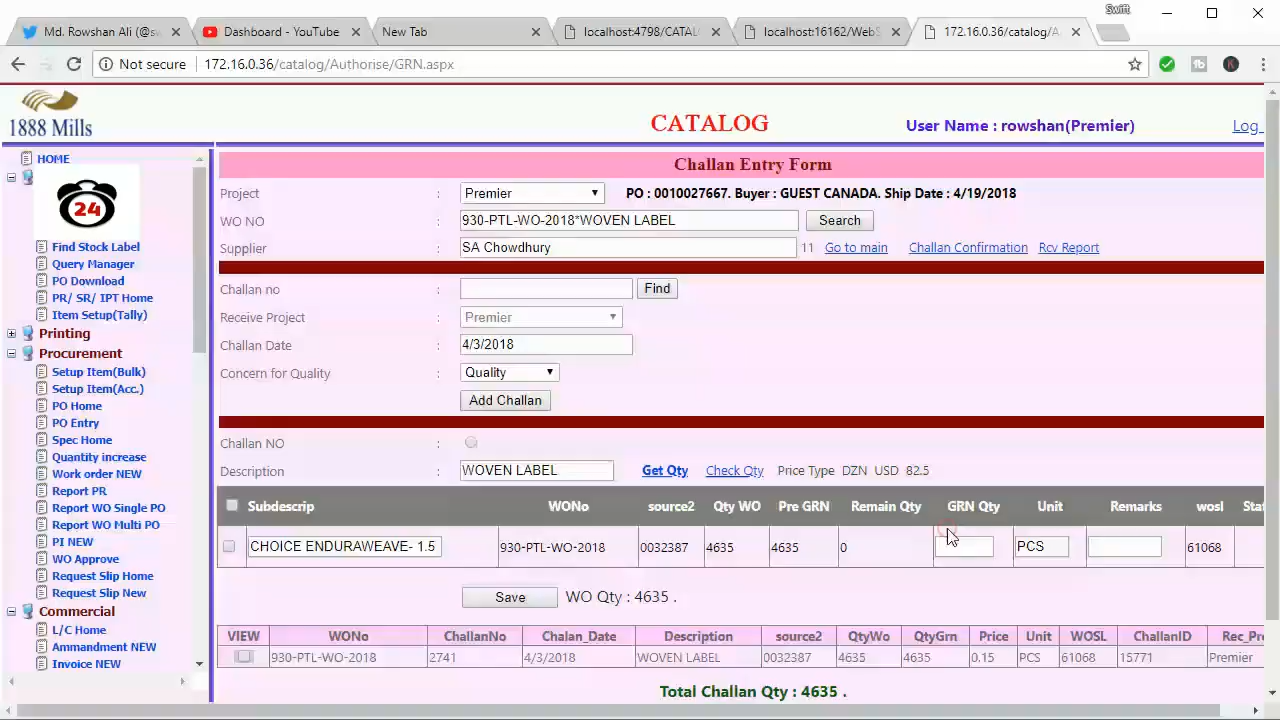 Swift
Md. Rowshan Ali (@sw
Dashboard - YouTube
New Tab
localhost:4798/CATAL
localhost:16162/WebS
172.16.0.36/catalog/A
Not secure
172.16.0.36/catalog/Authorise/GRN.aspx
1888 Mills
CATALOG
User Name : rowshan(Premier)
Log
HOME
24
Find Stock Label
Query Manager
PO Download
PR/ SR/ IPT Home
Item Setup(Tally)
Printing
Procurement
Setup Item(Bulk)
Setup Item(Acc.)
PO Home
PO Entry
Spec Home
Quantity increase
Work order NEW
Report PR
Report WO Single PO
Report WO Multi PO
PI NEW
WO Approve
Request Slip Home
Request Slip New
Commercial
L/C Home
Ammandment NEW
Invoice NEW
Challan Entry Form
Project : Premier PO : 0010027667. Buyer : GUEST CANADA. Ship Date : 4/19/2018
WO NO : 930-PTL-WO-2018*WOVEN LABEL Search
Supplier : SA Chowdhury 11 Go to main Challan Confirmation Rcv Report
Challan no : Find
Receive Project : Premier
Challan Date : 4/3/2018
Concern for Quality : Quality
Add Challan
Challan NO :
Description : WOVEN LABEL Get Qty Check Qty Price Type DZN USD 82.5
Subdescrip WONo source2 Qty WO Pre GRN Remain Qty GRN Qty Unit Remarks wosl Stat
CHOICE ENDURAWEAVE- 1.5 930-PTL-WO-2018 0032387 4635 4635 0 PCS 61068
Save WO Qty : 4635 .
VIEW WONo ChallanNo Chalan_Date Description source2 QtyWo QtyGrn Price Unit WOSL ChallanID Rec_Pr
930-PTL-WO-2018 2741 4/3/2018 WOVEN LABEL 0032387 4635 4635 0.15 PCS 61068 15771 Premier
Total Challan Qty : 4635 .